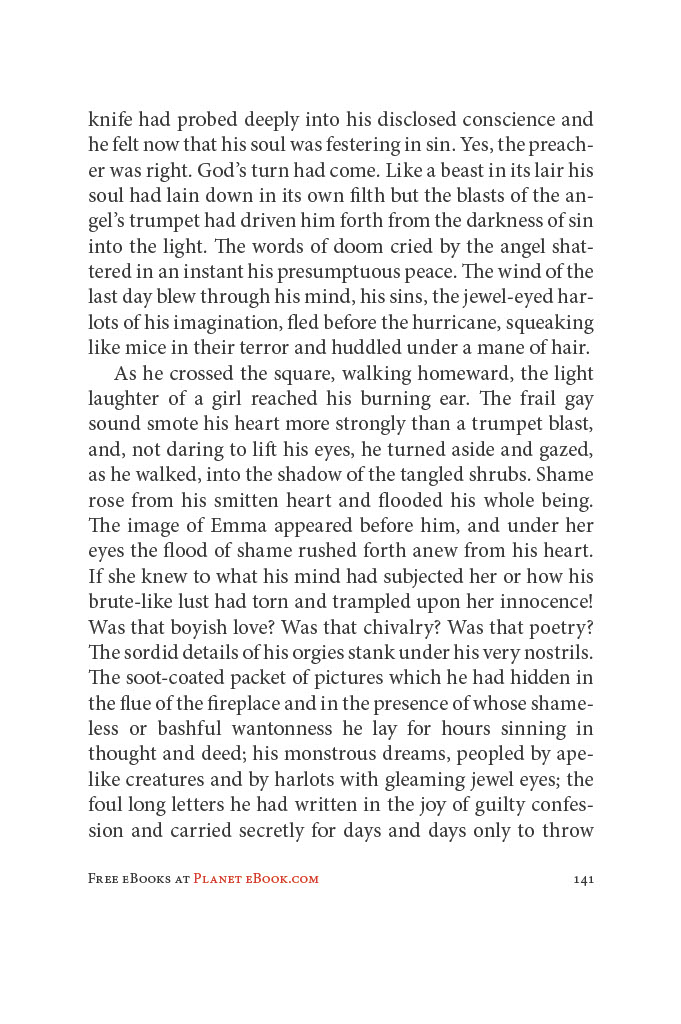 knife had probed deeply into his disclosed conscience and
he felt now that his soul was festering in sin. Yes, the preach-
er was right. God’s turn had come. Like a beast in its lair his
soul had lain down in its own filth but the blasts of the an-
gel’s trumpet had driven him forth from the darkness of sin
into the light. The words of doom cried by the angel shat-
tered in an instant his presumptuous peace. The wind of the
last day blew through his mind, his sins, the jewel-eyed har-
lots of his imagination, fled before the hurricane, squeaking
like mice in their terror and huddled under a mane of hair.
As he crossed the square, walking homeward, the light
laughter of a girl reached his burning ear. The frail gay
sound smote his heart more strongly than a trumpet blast,
and, not daring to lift his eyes, he turned aside and gazed,
as he walked, into the shadow of the tangled shrubs. Shame
rose from his smitten heart and flooded his whole being.
The image of Emma appeared before him, and under her
eyes the flood of shame rushed forth anew from his heart.
If she knew to what his mind had subjected her or how his
brute-like lust had torn and trampled upon her innocence!
Was that boyish love? Was that chivalry? Was that poetry?
The sordid details of his orgies stank under his very nostrils.
The soot-coated packet of pictures which he had hidden in
the flue of the fireplace and in the presence of whose shame-
less or bashful wantonness he lay for hours sinning in
thought and deed; his monstrous dreams, peopled by ape-
like creatures and by harlots with gleaming jewel eyes; the
foul long letters he had written in the joy of guilty confes-
sion and carried secretly for days and days only to throw
Free eBooks at Planet eBook.com 141